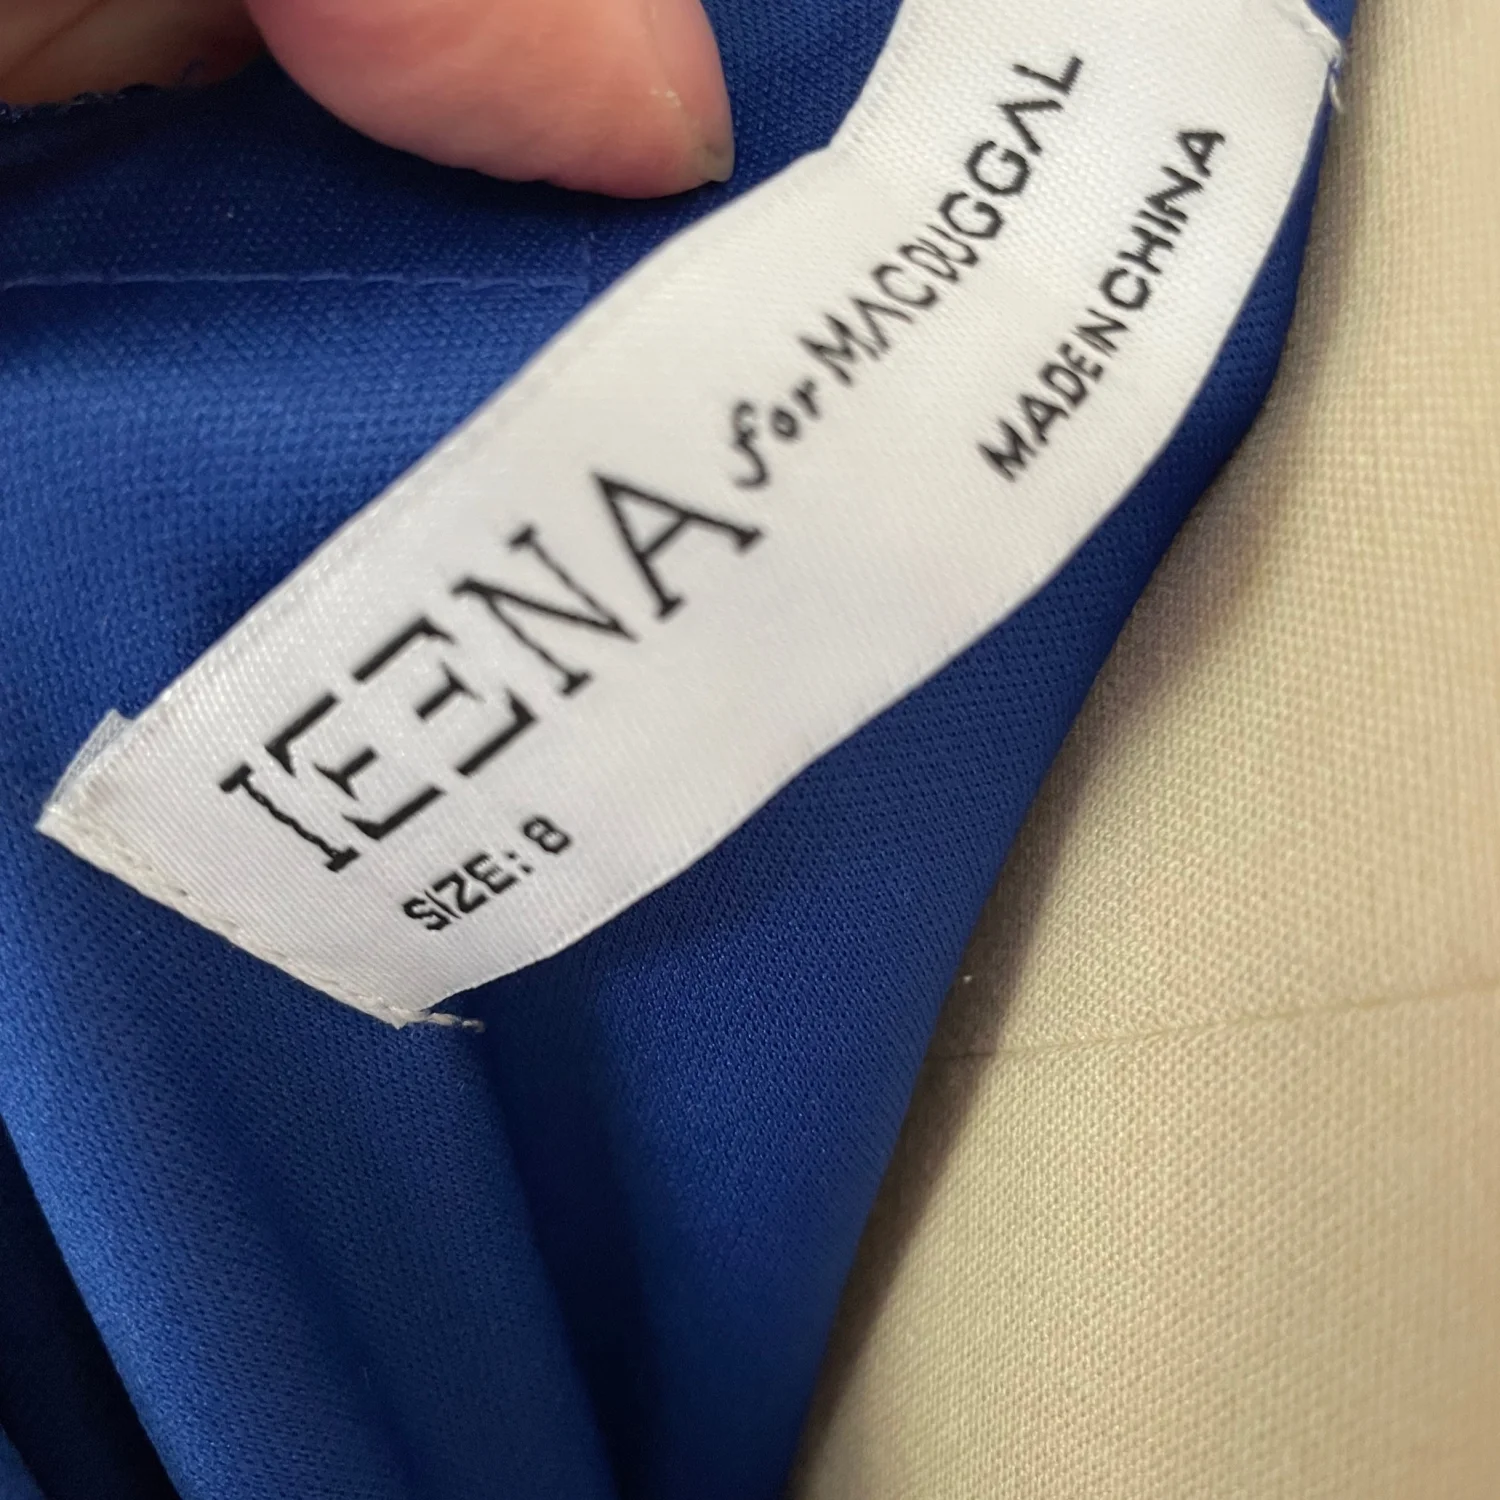 IEENA for MACDUGGAL
MADE IN CHINA
SIZE: 8